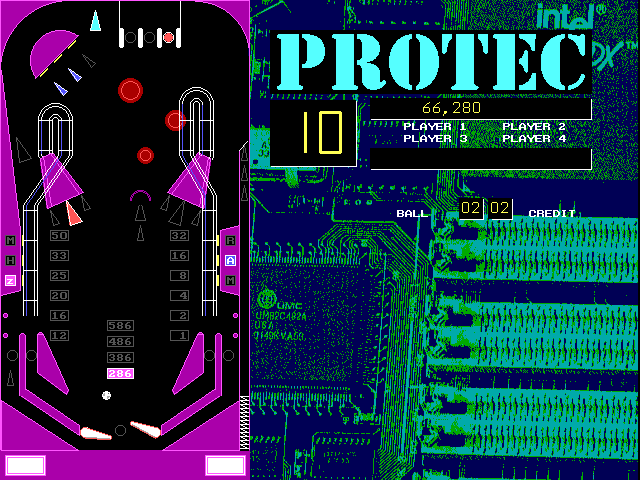 intel®
ox™
PROTEC
10
66,280
PLAYER 1 PLAYER 2
PLAYER 3 PLAYER 4
BALL 02 02 CREDIT
M 50 32 R
H 33 16 A
Z 25 8 M
20 4
16 2
12 1
586
486
386
286
UMC
UM82C482A
USA